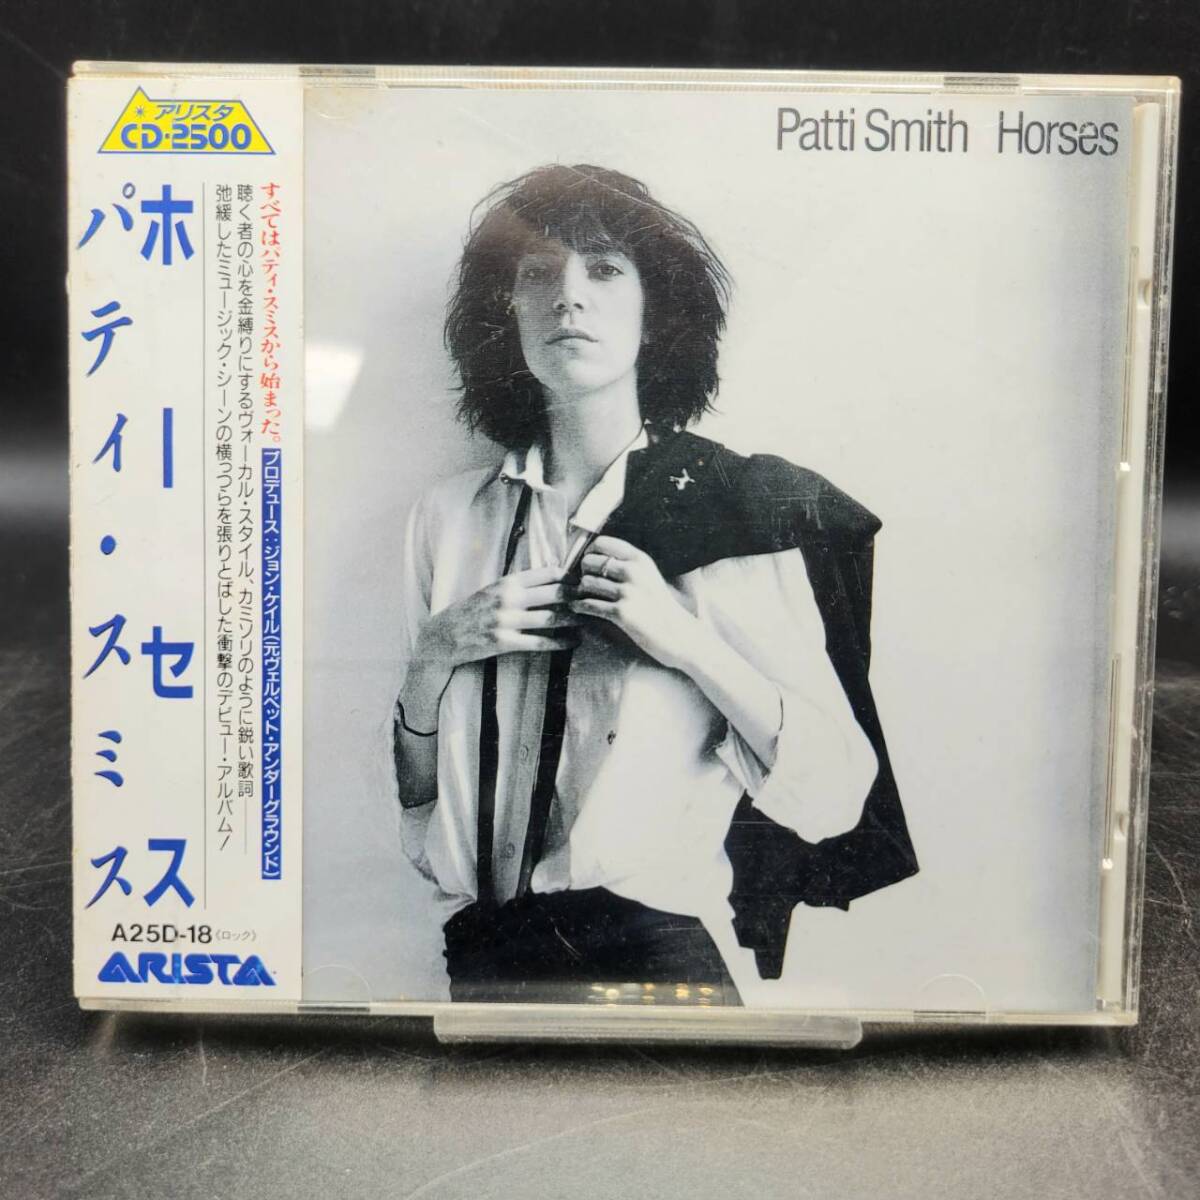 アリスタ
CD・2500
ホーセス
パティ・スミス
すべてはパティ・スミスから始まった。
プロデュース:ジョン・ケイル(元ヴェルベット・アンダーグラウンド)
聴く者の心を金縛りにするヴォーカル・スタイル、カミソリのように鋭い歌詞――
弛緩したミュージック・シーンの横っつらを張りとばした衝撃のデビュー・アルバム!
A25D-18《ロック》
ARISTA
Patti Smith Horses